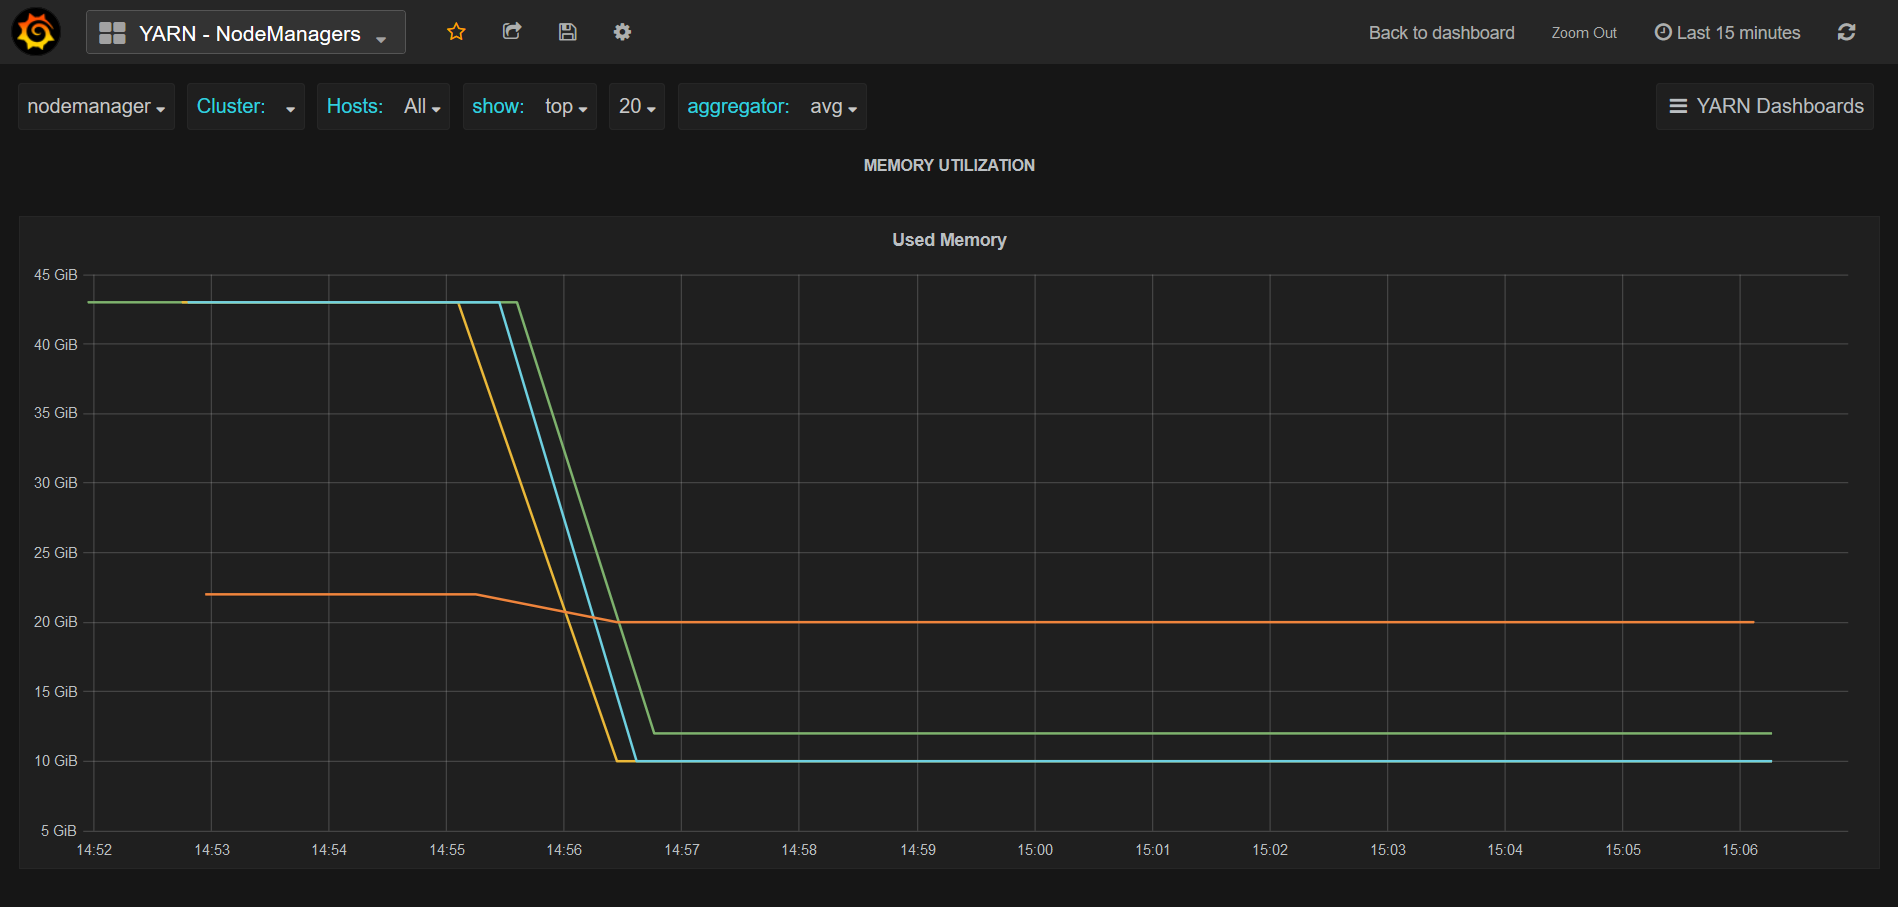 YARN - NodeManagers
Back to dashboard
Zoom Out
Last 15 minutes
nodemanager
Cluster:
Hosts: All
show: top
20
aggregator: avg
YARN Dashboards
MEMORY UTILIZATION
Used Memory
45 GiB
40 GiB
35 GiB
30 GiB
25 GiB
20 GiB
15 GiB
10 GiB
5 GiB
14:52 14:53 14:54 14:55 14:56 14:57 14:58 14:59 15:00 15:01 15:02 15:03 15:04 15:05 15:06